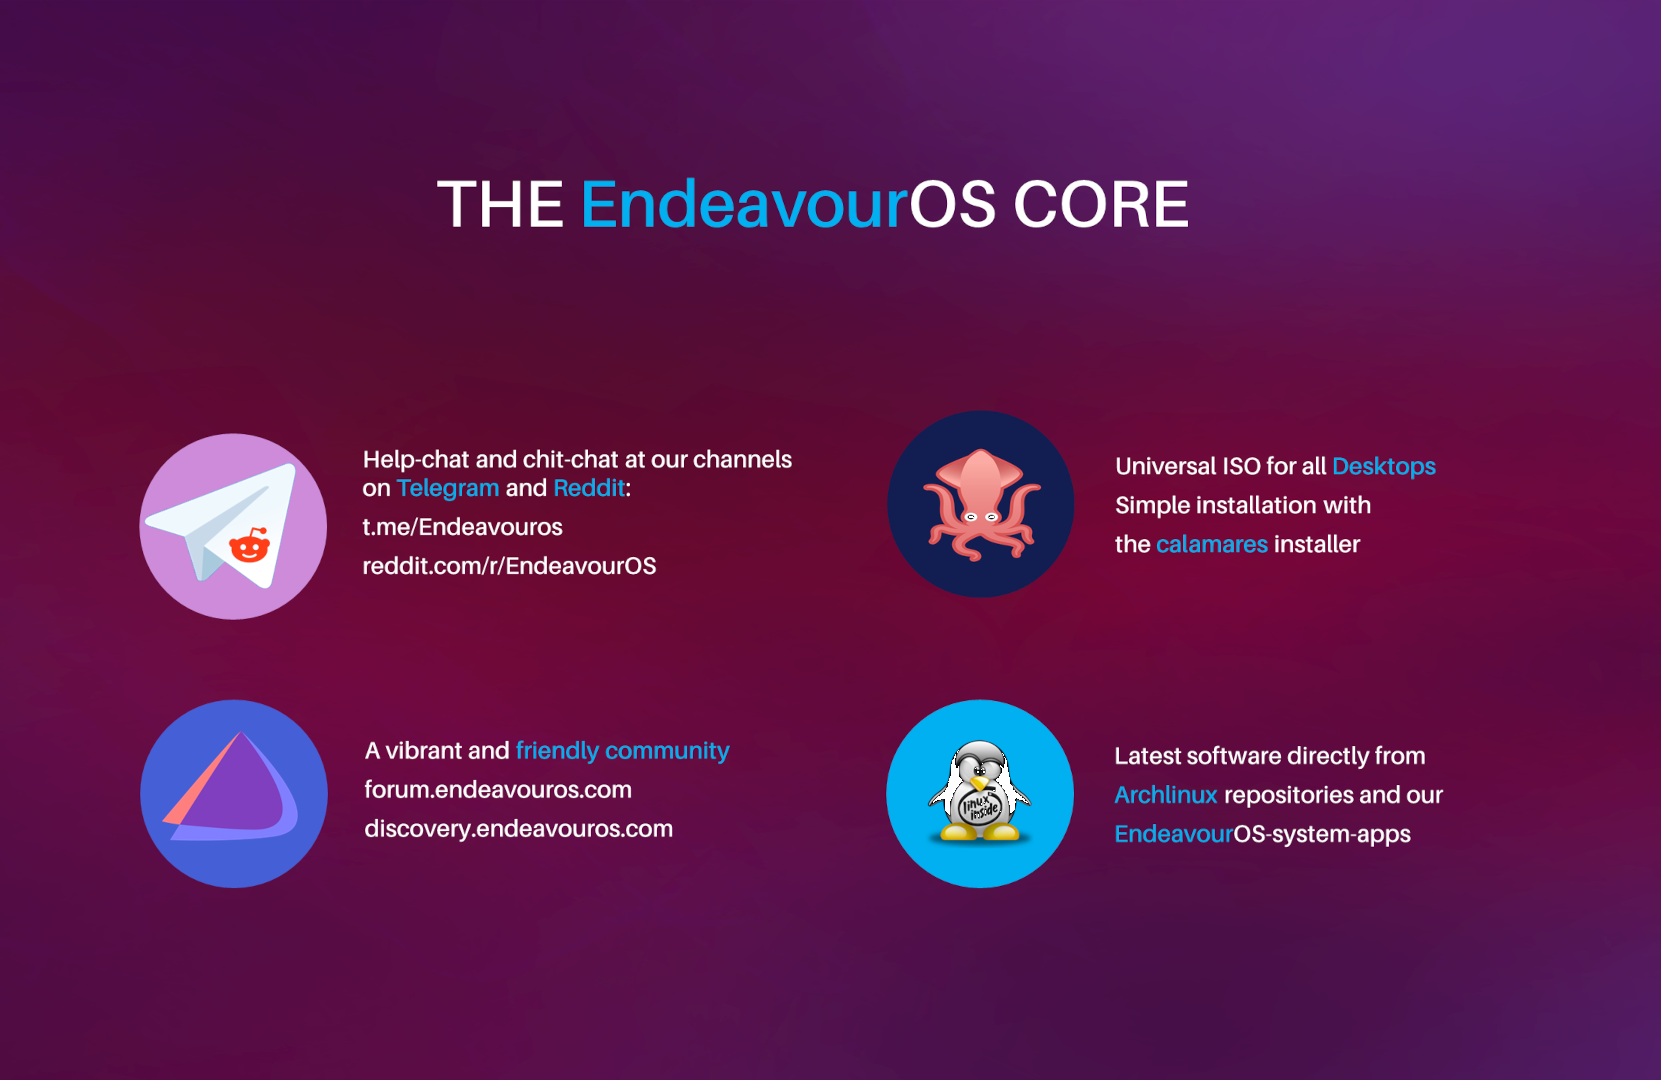 THE EndeavourOS CORE
Help-chat and chit-chat at our channels
on Telegram and Reddit:
t.me/Endeavouros
reddit.com/r/EndeavourOS
Universal ISO for all Desktops
Simple installation with
the calamares installer
A vibrant and friendly community
forum.endeavouros.com
discovery.endeavouros.com
linux
inside
Latest software directly from
Archlinux repositories and our
EndeavourOS-system-apps